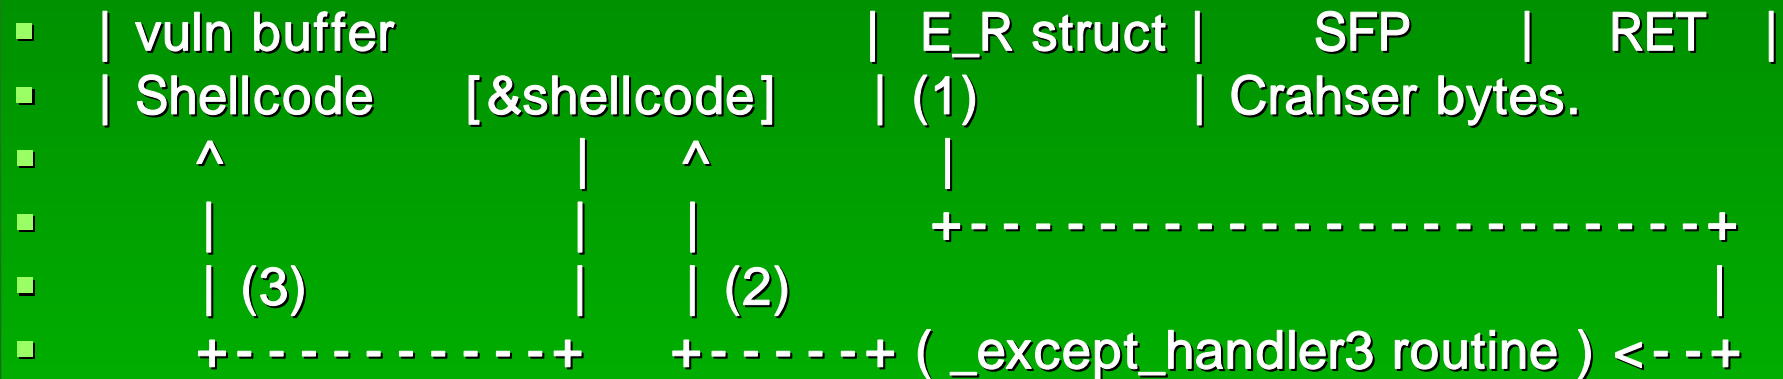 ▪ | vuln buffer | E_R struct | SFP | RET |
▪ | Shellcode [&shellcode] | (1) | Crahser bytes.
▪ ^ | ^ |
▪ | | | +------------------------+
▪ | (3) | | (2) |
▪ +----------+ +-----+ ( _except_handler3 routine ) <--+